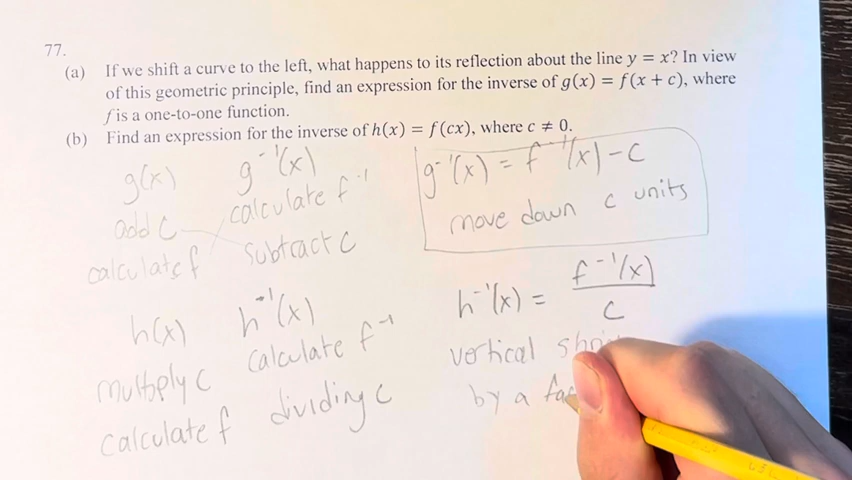 77.
(a) If we shift a curve to the left, what happens to its reflection about the line y = x? In view
of this geometric principle, find an expression for the inverse of g(x) = f(x + c), where
f is a one-to-one function.
(b) Find an expression for the inverse of h(x) = f(cx), where c ≠ 0.
g(x)
add c
calculate f
g⁻¹(x)
calculate f⁻¹
subtract c
g⁻¹(x) = f⁻¹(x) - c
move down c units
h(x)
multiply c
calculate f
h⁻¹(x)
calculate f⁻¹
dividing c
h⁻¹(x) = f⁻¹(x)
c
vertical
by a